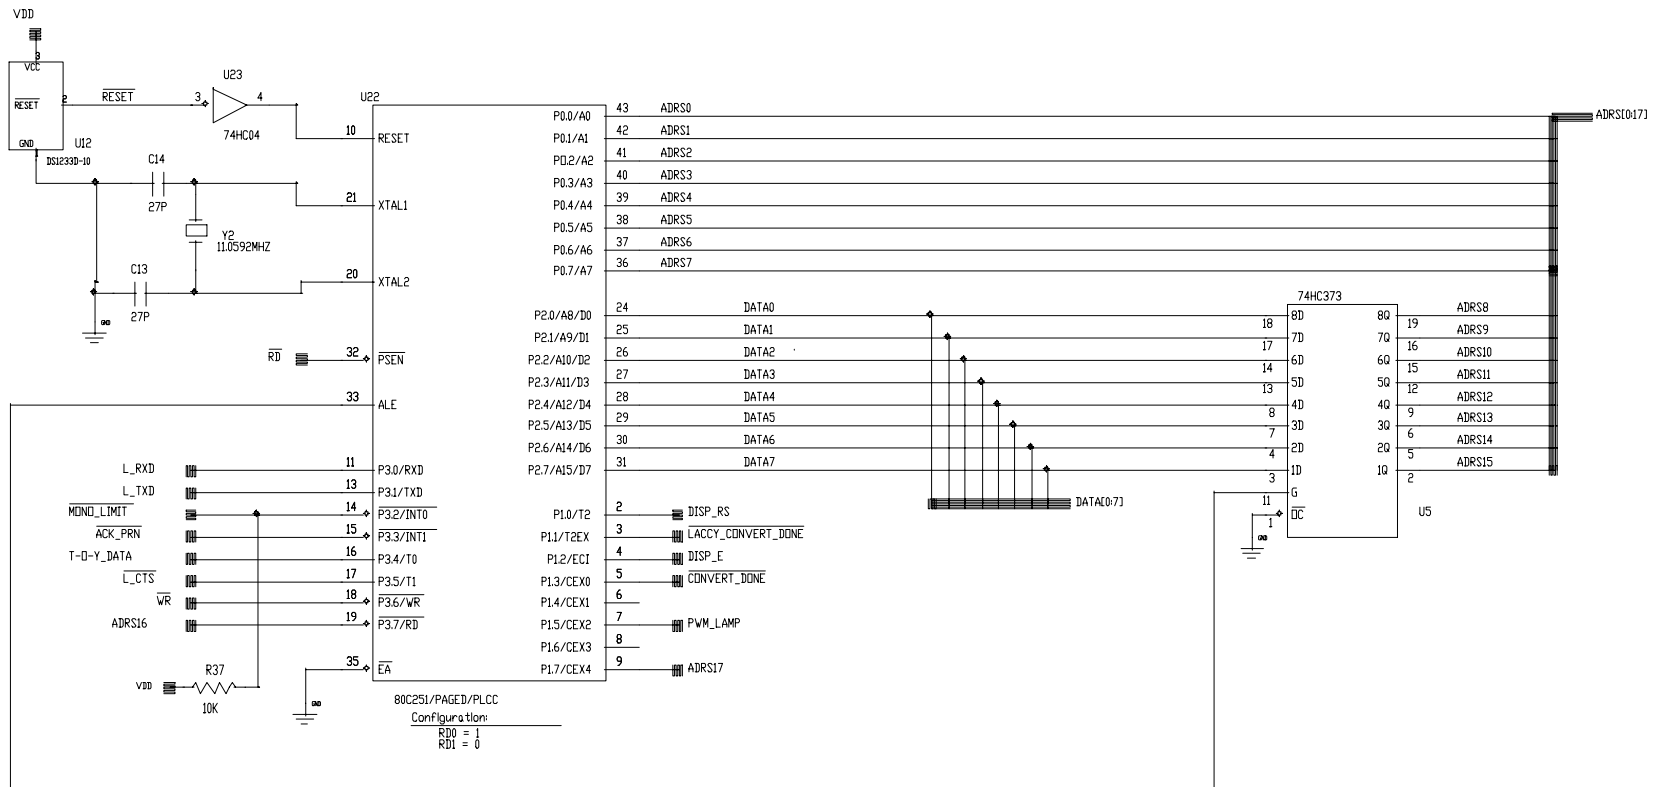 VDD
3
VCC
RESET
2
RESET
GND
1
U12
DS1233D-10
U23
3
4
74HC04
C14
27P
Y2
11.0592MHZ
C13
27P
GND
U22
10 RESET
21 XTAL1
20 XTAL2
RD 32 PSEN
33 ALE
L_RXD 11 P3.0/RXD
L_TXD 13 P3.1/TXD
MONO_LIMIT 14 P3.2/INT0
ACK_PRN 15 P3.3/INT1
T-O-Y_DATA 16 P3.4/T0
L_CTS 17 P3.5/T1
WR 18 P3.6/WR
ADRS16 19 P3.7/RD
35 EA
GND
VDD
R37
10K
P0.0/A0 43 ADRS0
P0.1/A1 42 ADRS1
P0.2/A2 41 ADRS2
P0.3/A3 40 ADRS3
P0.4/A4 39 ADRS4
P0.5/A5 38 ADRS5
P0.6/A6 37 ADRS6
P0.7/A7 36 ADRS7
P2.0/A8/D0 24 DATA0
P2.1/A9/D1 25 DATA1
P2.2/A10/D2 26 DATA2
P2.3/A11/D3 27 DATA3
P2.4/A12/D4 28 DATA4
P2.5/A13/D5 29 DATA5
P2.6/A14/D6 30 DATA6
P2.7/A15/D7 31 DATA7
P1.0/T2 2 DISP_RS
P1.1/T2EX 3 LACCY_CONVERT_DONE
P1.2/ECI 4 DISP_E
P1.3/CEX0 5 CONVERT_DONE
P1.4/CEX1 6
P1.5/CEX2 7 PWM_LAMP
P1.6/CEX3 8
P1.7/CEX4 9 ADRS17
80C251/PAGED/PLCC
Configuration:
RD0 = 1
RD1 = 0
DATA[0:7]
ADRS[0:17]
74HC373
18 8D 8Q 19 ADRS8
17 7D 7Q 16 ADRS9
14 6D 6Q 15 ADRS10
13 5D 5Q 12 ADRS11
8 4D 4Q 9 ADRS12
7 3D 3Q 6 ADRS13
4 2D 2Q 5 ADRS14
3 1D 1Q 2 ADRS15
11 G
1 OC
GND
U5